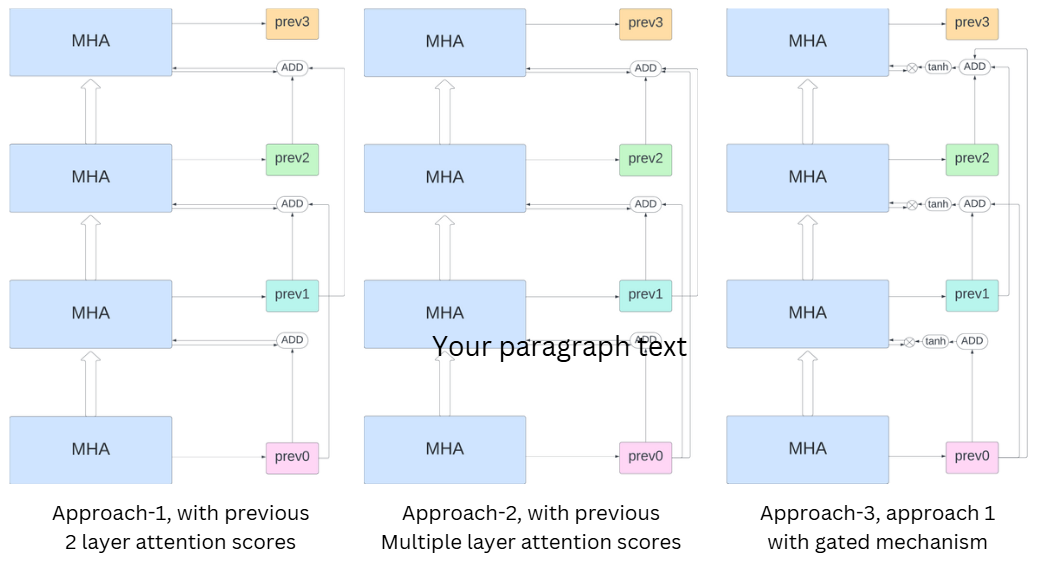 MHA prev3 MHA prev3 MHA prev3
ADD ADD tanh ADD
MHA prev2 MHA prev2 MHA prev2
ADD ADD tanh ADD
MHA prev1 MHA prev1 MHA prev1
ADD ADD tanh ADD
Your paragraph text
MHA prev0 MHA prev0 MHA prev0
Approach-1, with previous
2 layer attention scores
Approach-2, with previous
Multiple layer attention scores
Approach-3, approach 1
with gated mechanism